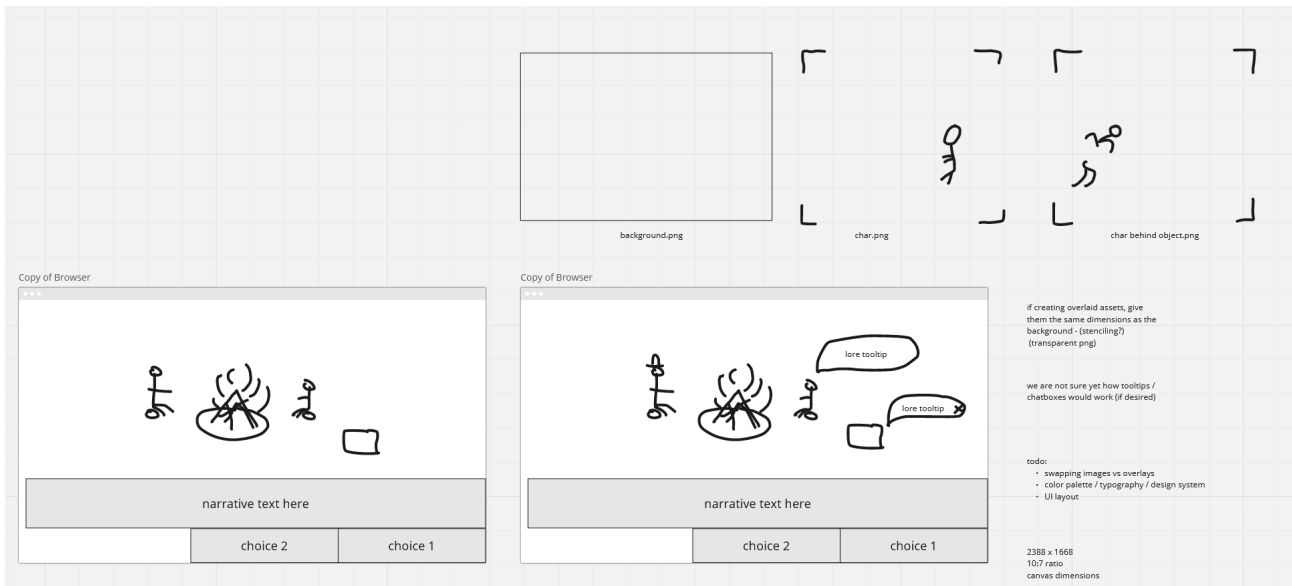 background.png
char.png
char behind object.png
Copy of Browser
narrative text here
choice 2
choice 1
Copy of Browser
lore tooltip
lore tooltip
narrative text here
choice 2
choice 1
if creating overlaid assets, give
them the same dimensions as the
background - (stenciling?)
(transparent png)
we are not sure yet how tooltips /
chatboxes would work (if desired)
todo:
• swapping images vs overlays
• color palette / typography / design system
• UI layout
2388 x 1668
10:7 ratio
canvas dimensions